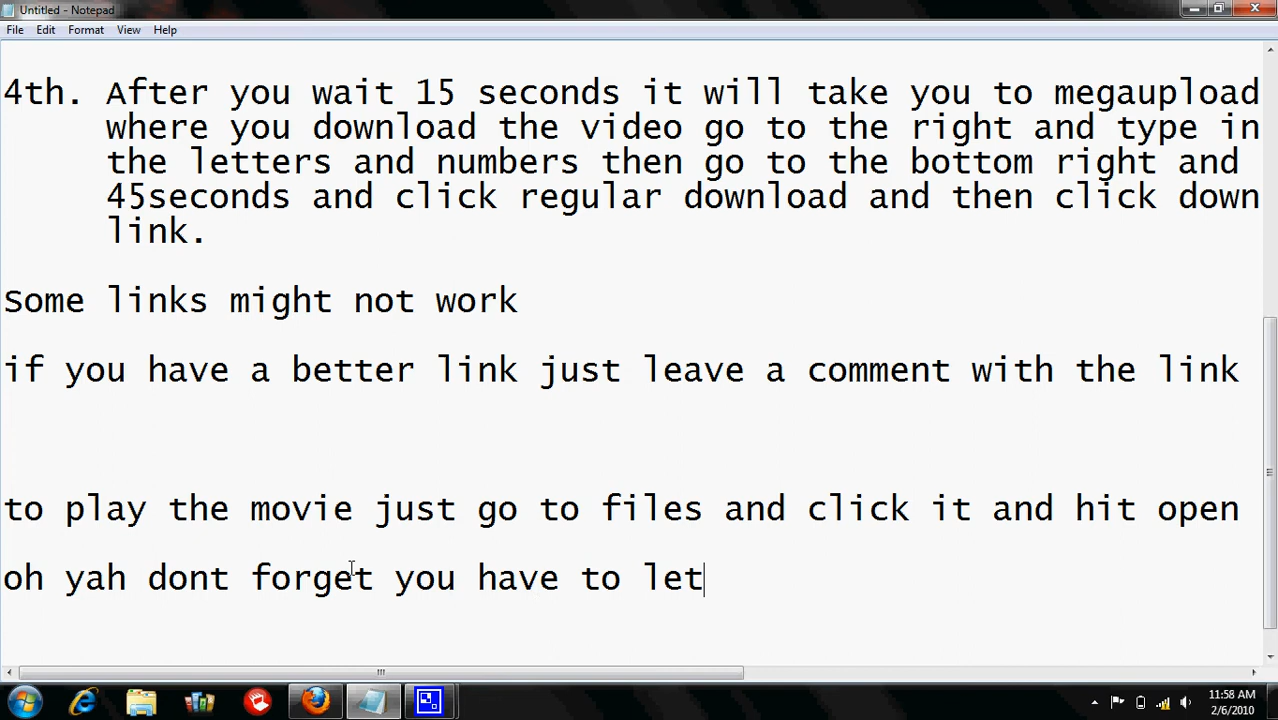 Untitled - Notepad
File Edit Format View Help
4th. After you wait 15 seconds it will take you to megaupload
where you download the video go to the right and type in
the letters and numbers then go to the bottom right and
45seconds and click regular download and then click down
link.
Some links might not work
if you have a better link just leave a comment with the link
to play the movie just go to files and click it and hit open
oh yah dont forget you have to let
11:58 AM
2/6/2010